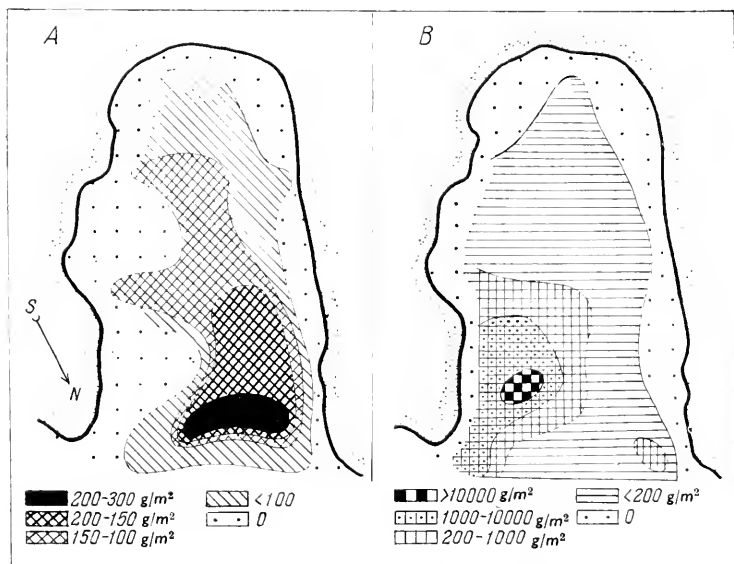 A
B
S
N
200-300 g/m²
200-150 g/m²
150-100 g/m²
<100
0
>10000 g/m²
1000-10000 g/m²
200-1000 g/m²
<200 g/m²
0